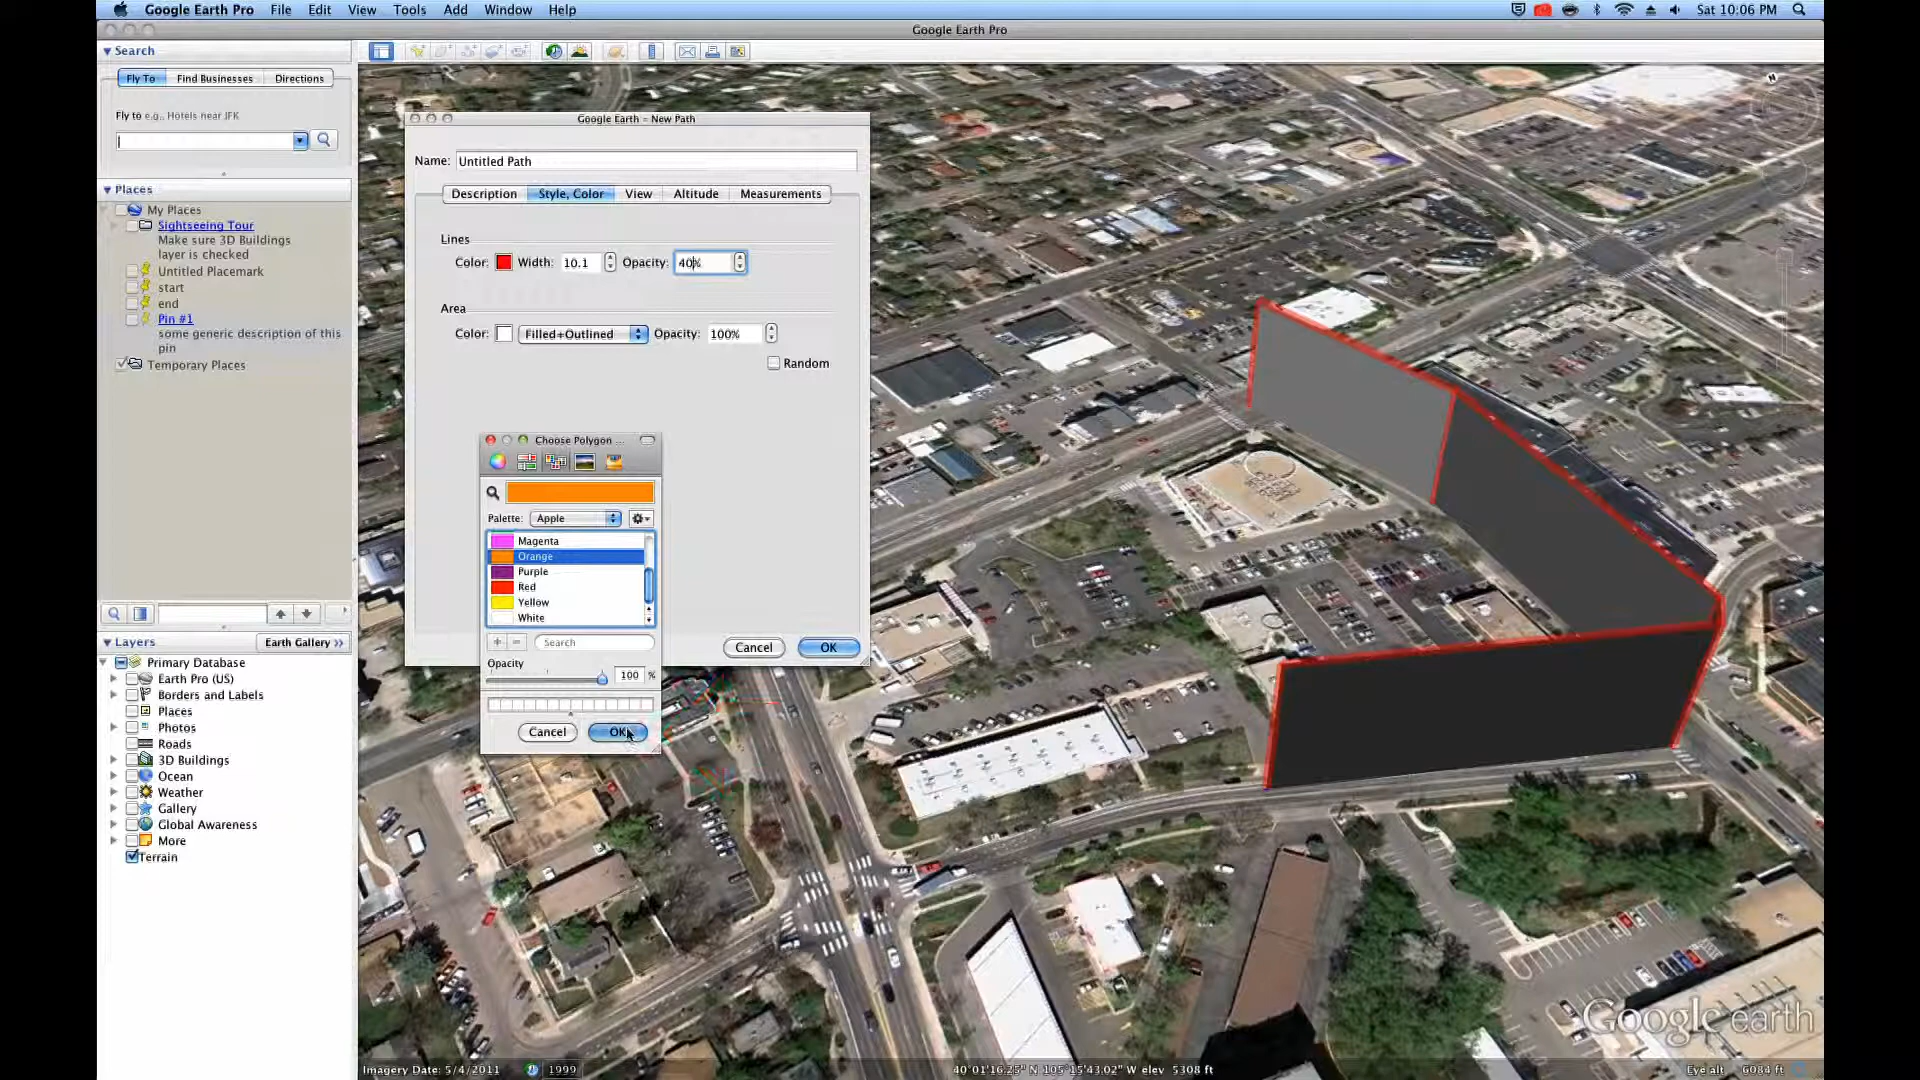 Google Earth Pro File Edit View Tools Add Window Help Sat 10:06 PM
Google Earth Pro
Search
Fly To Find Businesses Directions
Fly to e.g., Hotels near JFK
Places
My Places
Sightseeing Tour
Make sure 3D Buildings
layer is checked
Untitled Placemark
start
end
Pin #1
some generic description of this
pin
Temporary Places
Layers Earth Gallery >>
Primary Database
Earth Pro (US)
Borders and Labels
Places
Photos
Roads
3D Buildings
Ocean
Weather
Gallery
Global Awareness
More
Terrain
Google Earth - New Path
Name: Untitled Path
Description Style, Color View Altitude Measurements
Lines
Color: Width: 10.1 Opacity: 40%
Area
Color: Filled+Outlined Opacity: 100%
Random
Cancel OK
Choose Polygon ...
Palette: Apple
Magenta
Orange
Purple
Red
Yellow
White
Search
Opacity
100 %
Cancel OK
N
Google earth
Imagery Date: 5/4/2011 1999 40°01'16.25" N 105°15'43.02" W elev 5308 ft Eye alt 6084 ft